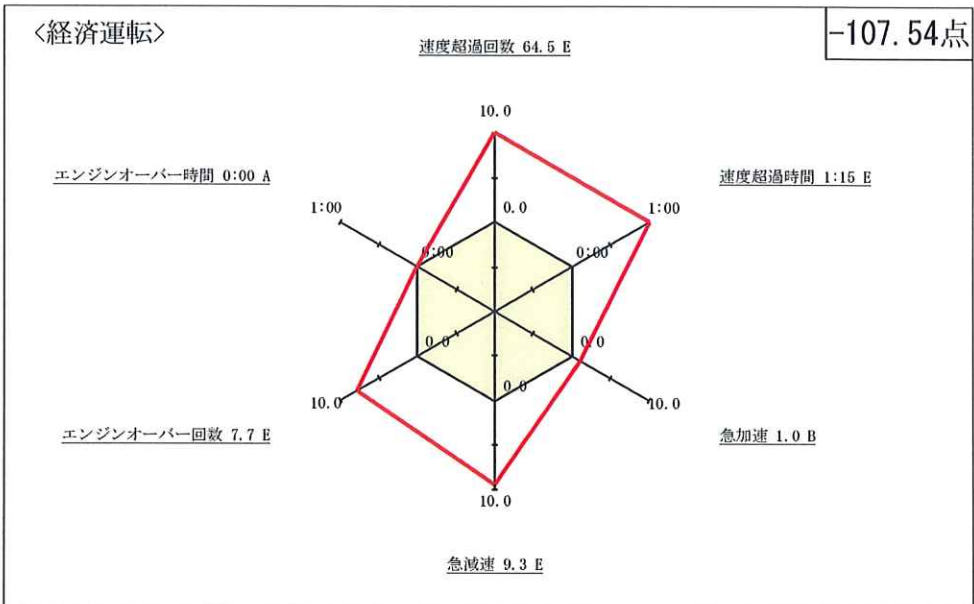 〈経済運転〉
-107.54点
速度超過回数 64.5 E
10.0
エンジンオーバー時間 0:00 A
速度超過時間 1:15 E
1:00
0.0
1:00
0:00
0:00
0.0
0.0
0.0
10.0
10.0
エンジンオーバー回数 7.7 E
急加速 1.0 B
10.0
急減速 9.3 E